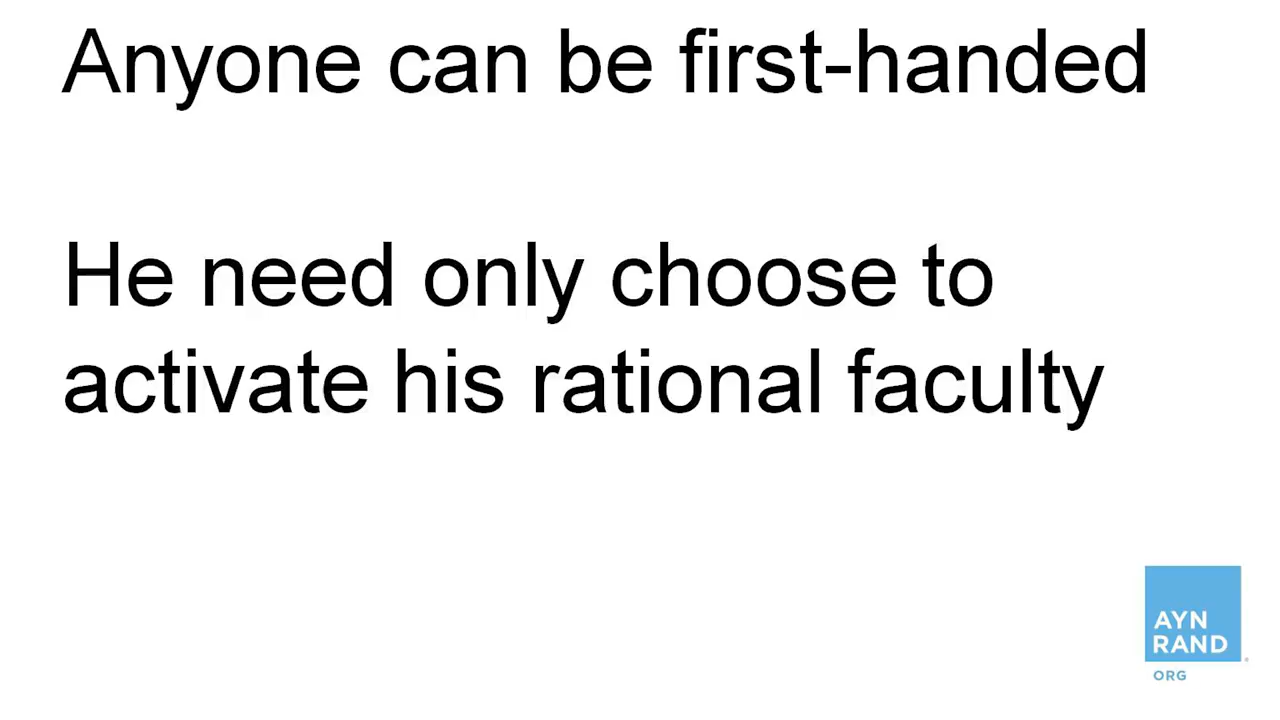 Anyone can be first-handed
He need only choose to
activate his rational faculty
AYN
RAND
ORG